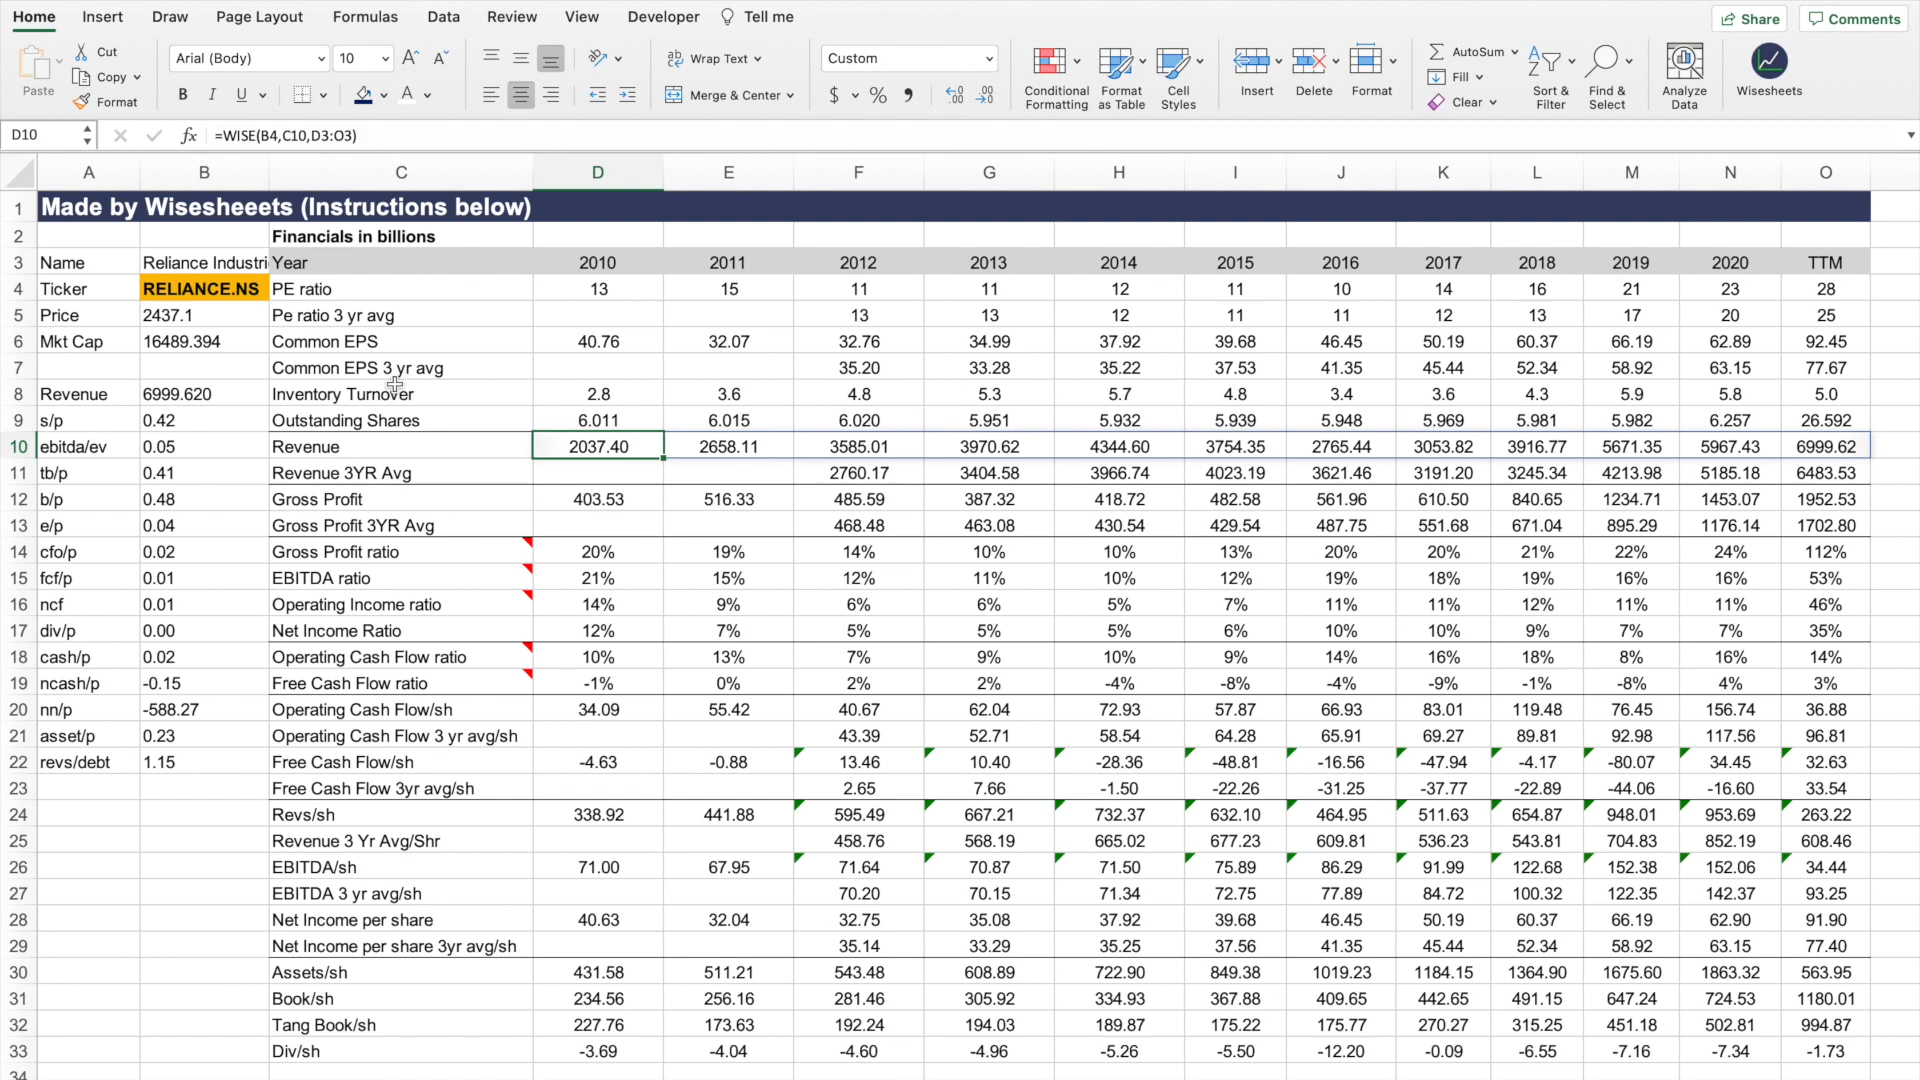 Home Insert Draw Page Layout Formulas Data Review View Developer Tell me Share Comments
Paste Cut Copy Format Arial (Body) 10 A^ A˅ Wrap Text Custom Conditional Formatting Format as Table Cell Styles Insert Delete Format AutoSum Fill Clear Sort & Filter Find & Select Analyze Data Wisesheets
B I U A Merge & Center $ %
D10 fx =WISE(B4,C10,D3:O3)
A B C D E F G H I J K L M N O
1 Made by Wisesheeets (Instructions below)
2 Financials in billions
3 Name Reliance Industri Year 2010 2011 2012 2013 2014 2015 2016 2017 2018 2019 2020 TTM
4 Ticker RELIANCE.NS PE ratio 13 15 11 11 12 11 10 14 16 21 23 28
5 Price 2437.1 Pe ratio 3 yr avg 13 13 12 11 11 12 13 17 20 25
6 Mkt Cap 16489.394 Common EPS 40.76 32.07 32.76 34.99 37.92 39.68 46.45 50.19 60.37 66.19 62.89 92.45
7 Common EPS 3 yr avg 35.20 33.28 35.22 37.53 41.35 45.44 52.34 58.92 63.15 77.67
8 Revenue 6999.620 Inventory Turnover 2.8 3.6 4.8 5.3 5.7 4.8 3.4 3.6 4.3 5.9 5.8 5.0
9 s/p 0.42 Outstanding Shares 6.011 6.015 6.020 5.951 5.932 5.939 5.948 5.969 5.981 5.982 6.257 26.592
10 ebitda/ev 0.05 Revenue 2037.40 2658.11 3585.01 3970.62 4344.60 3754.35 2765.44 3053.82 3916.77 5671.35 5967.43 6999.62
11 tb/p 0.41 Revenue 3YR Avg 2760.17 3404.58 3966.74 4023.19 3621.46 3191.20 3245.34 4213.98 5185.18 6483.53
12 b/p 0.48 Gross Profit 403.53 516.33 485.59 387.32 418.72 482.58 561.96 610.50 840.65 1234.71 1453.07 1952.53
13 e/p 0.04 Gross Profit 3YR Avg 468.48 463.08 430.54 429.54 487.75 551.68 671.04 895.29 1176.14 1702.80
14 cfo/p 0.02 Gross Profit ratio 20% 19% 14% 10% 10% 13% 20% 20% 21% 22% 24% 112%
15 fcf/p 0.01 EBITDA ratio 21% 15% 12% 11% 10% 12% 19% 18% 19% 16% 16% 53%
16 ncf 0.01 Operating Income ratio 14% 9% 6% 6% 5% 7% 11% 11% 12% 11% 11% 46%
17 div/p 0.00 Net Income Ratio 12% 7% 5% 5% 5% 6% 10% 10% 9% 7% 7% 35%
18 cash/p 0.02 Operating Cash Flow ratio 10% 13% 7% 9% 10% 9% 14% 16% 18% 8% 16% 14%
19 ncash/p -0.15 Free Cash Flow ratio -1% 0% 2% 2% -4% -8% -4% -9% -1% -8% 4% 3%
20 nn/p -588.27 Operating Cash Flow/sh 34.09 55.42 40.67 62.04 72.93 57.87 66.93 83.01 119.48 76.45 156.74 36.88
21 asset/p 0.23 Operating Cash Flow 3 yr avg/sh 43.39 52.71 58.54 64.28 65.91 69.27 89.81 92.98 117.56 96.81
22 revs/debt 1.15 Free Cash Flow/sh -4.63 -0.88 13.46 10.40 -28.36 -48.81 -16.56 -47.94 -4.17 -80.07 34.45 32.63
23 Free Cash Flow 3yr avg/sh 2.65 7.66 -1.50 -22.26 -31.25 -37.77 -22.89 -44.06 -16.60 33.54
24 Revs/sh 338.92 441.88 595.49 667.21 732.37 632.10 464.95 511.63 654.87 948.01 953.69 263.22
25 Revenue 3 Yr Avg/Shr 458.76 568.19 665.02 677.23 609.81 536.23 543.81 704.83 852.19 608.46
26 EBITDA/sh 71.00 67.95 71.64 70.87 71.50 75.89 86.29 91.99 122.68 152.38 152.06 34.44
27 EBITDA 3 yr avg/sh 70.20 70.15 71.34 72.75 77.89 84.72 100.32 122.35 142.37 93.25
28 Net Income per share 40.63 32.04 32.75 35.08 37.92 39.68 46.45 50.19 60.37 66.19 62.90 91.90
29 Net Income per share 3yr avg/sh 35.14 33.29 35.25 37.56 41.35 45.44 52.34 58.92 63.15 77.40
30 Assets/sh 431.58 511.21 543.48 608.89 722.90 849.38 1019.23 1184.15 1364.90 1675.60 1863.32 563.95
31 Book/sh 234.56 256.16 281.46 305.92 334.93 367.88 409.65 442.65 491.15 647.24 724.53 1180.01
32 Tang Book/sh 227.76 173.63 192.24 194.03 189.87 175.22 175.77 270.27 315.25 451.18 502.81 994.87
33 Div/sh -3.69 -4.04 -4.60 -4.96 -5.26 -5.50 -12.20 -0.09 -6.55 -7.16 -7.34 -1.73
34